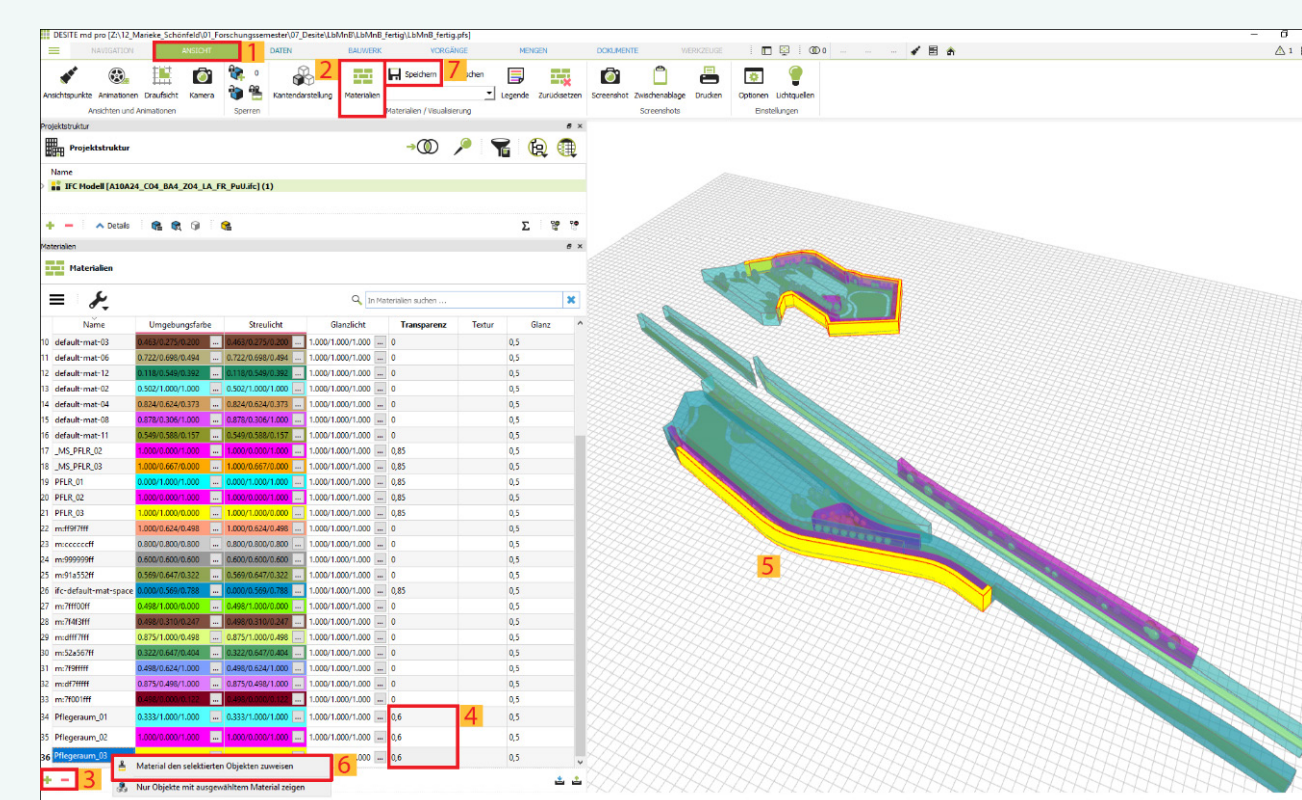 DESITE md pro [Z:\12_Marieke_Schönfeld\01_Forschungssemester\07_Desite\LbMnB\LbMnB_fertig\LbMnB_fertig.pfs]
NAVIGATION ANSICHT 1 DATEN BAUWERK VORGÄNGE MENGEN DOKUMENTE WERKZEUGE 0 1
0 2 Speichern 7 chen
Ansichtspunkte Animationen Draufsicht Kamera Kantendarstellung Materialien Legende Zurücksetzen Screenshot Zwischenablage Drucken Optionen Lichtquellen
Ansichten und Animationen Sperren Materialien / Visualisierung Screenshots Einstellungen
Projektstruktur
Projektstruktur
Name
IFC Modell [A10A24_C04_BA4_Z04_LA_FR_PuU.ifc] (1)
Details Σ
Materialien
Materialien
In Materialen suchen ...
Name Umgebungsfarbe Streulicht Glanzlicht Transparenz Textur Glanz
10 default-mat-03 0.463/0.275/0.200 ... 0.463/0.275/0.200 ... 1.000/1.000/1.000 ... 0 0,5
11 default-mat-06 0.722/0.698/0.494 ... 0.722/0.698/0.494 ... 1.000/1.000/1.000 ... 0 0,5
12 default-mat-12 0.118/0.549/0.392 ... 0.118/0.549/0.392 ... 1.000/1.000/1.000 ... 0 0,5
13 default-mat-02 0.502/1.000/1.000 ... 0.502/1.000/1.000 ... 1.000/1.000/1.000 ... 0 0,5
14 default-mat-04 0.824/0.624/0.373 ... 0.824/0.624/0.373 ... 1.000/1.000/1.000 ... 0 0,5
15 default-mat-08 0.878/0.306/1.000 ... 0.878/0.306/1.000 ... 1.000/1.000/1.000 ... 0 0,5
16 default-mat-11 0.549/0.588/0.157 ... 0.549/0.588/0.157 ... 1.000/1.000/1.000 ... 0 0,5
17 _MS_PFLR_02 1.000/0.000/1.000 ... 1.000/0.000/1.000 ... 1.000/1.000/1.000 ... 0,85 0,5
18 _MS_PFLR_03 1.000/0.667/0.000 ... 1.000/0.667/0.000 ... 1.000/1.000/1.000 ... 0,85 0,5
19 PFLR_01 0.000/1.000/1.000 ... 0.000/1.000/1.000 ... 1.000/1.000/1.000 ... 0,85 0,5
20 PFLR_02 1.000/0.000/1.000 ... 1.000/0.000/1.000 ... 1.000/1.000/1.000 ... 0,85 0,5
21 PFLR_03 1.000/1.000/0.000 ... 1.000/1.000/0.000 ... 1.000/1.000/1.000 ... 0,85 0,5
22 m:ff9f7fff 1.000/0.624/0.498 ... 1.000/0.624/0.498 ... 1.000/1.000/1.000 ... 0 0,5
23 m:ccccccff 0.800/0.800/0.800 ... 0.800/0.800/0.800 ... 1.000/1.000/1.000 ... 0 0,5
24 m:999999ff 0.600/0.600/0.600 ... 0.600/0.600/0.600 ... 1.000/1.000/1.000 ... 0 0,5
25 m:91a552ff 0.569/0.647/0.322 ... 0.569/0.647/0.322 ... 1.000/1.000/1.000 ... 0 0,5
26 ifc-default-mat-space 0.000/0.569/0.788 ... 0.000/0.569/0.788 ... 1.000/1.000/1.000 ... 0,85 0,5
27 m:7fff00ff 0.498/1.000/0.000 ... 0.498/1.000/0.000 ... 1.000/1.000/1.000 ... 0 0,5
28 m:7f4f3fff 0.498/0.310/0.247 ... 0.498/0.310/0.247 ... 1.000/1.000/1.000 ... 0 0,5
29 m:dfff7fff 0.875/1.000/0.498 ... 0.875/1.000/0.498 ... 1.000/1.000/1.000 ... 0 0,5
30 m:52a567ff 0.322/0.647/0.404 ... 0.322/0.647/0.404 ... 1.000/1.000/1.000 ... 0 0,5
31 m:7f9fffff 0.498/0.624/1.000 ... 0.498/0.624/1.000 ... 1.000/1.000/1.000 ... 0 0,5
32 m:df7fffff 0.875/0.498/1.000 ... 0.875/0.498/1.000 ... 1.000/1.000/1.000 ... 0 0,5
33 m:7f001fff ... ... 1.000/1.000/1.000 ... 0 0,5
34 Pflegeraum_01 0.333/1.000/1.000 ... 0.333/1.000/1.000 ... 1.000/1.000/1.000 ... 0,6 4 0,5
35 Pflegeraum_02 1.000/0.000/1.000 ... 1.000/0.000/1.000 ... 1.000/1.000/1.000 ... 0,6 0,5
36 Pflegeraum_03 .000 ... 0,6 0,5
Material den selektierten Objekten zuweisen 6
3 Nur Objekte mit ausgewähltem Material zeigen
5